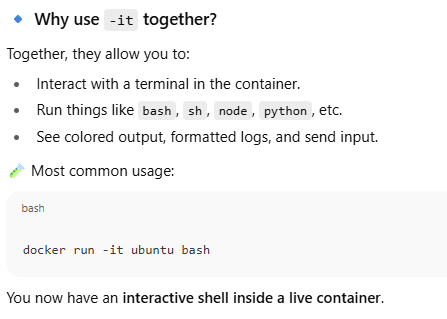 Why use -it together?
Together, they allow you to:
• Interact with a terminal in the container.
• Run things like bash, sh, node, python, etc.
• See colored output, formatted logs, and send input.
Most common usage:
bash
docker run -it ubuntu bash
You now have an interactive shell inside a live container.